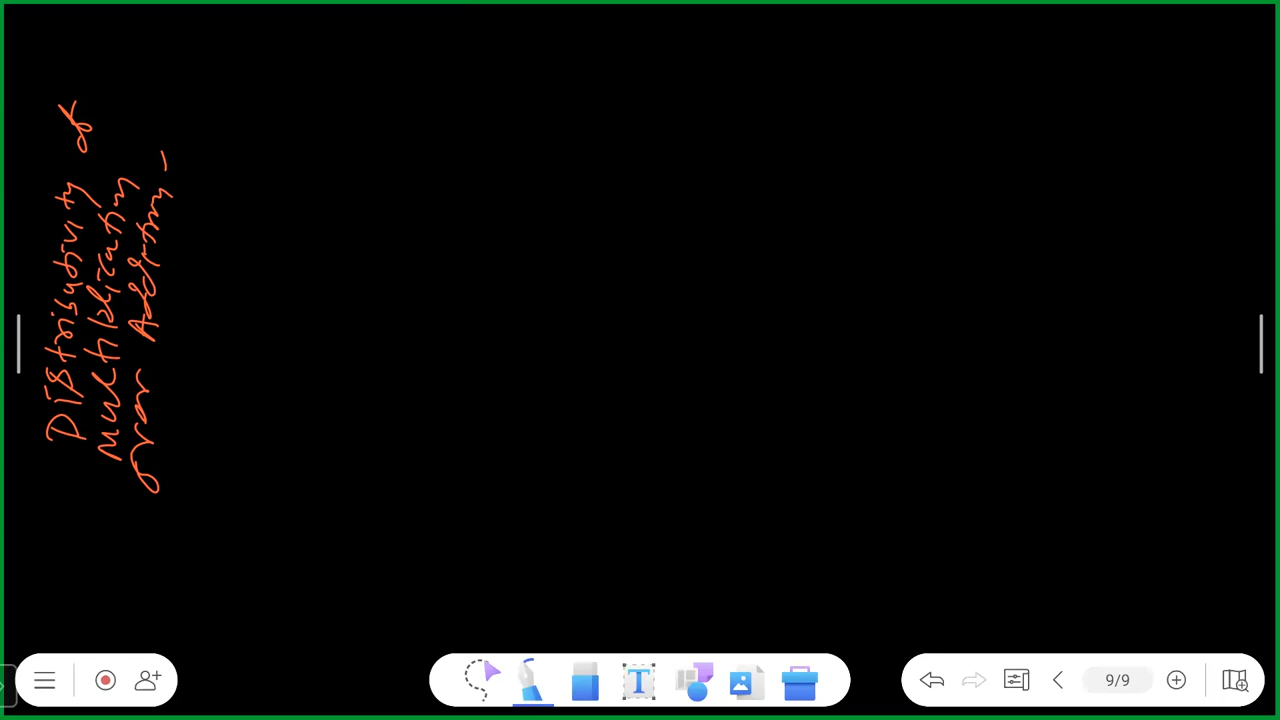 Distributivity of
Multiplication
over Addition -
T
9/9